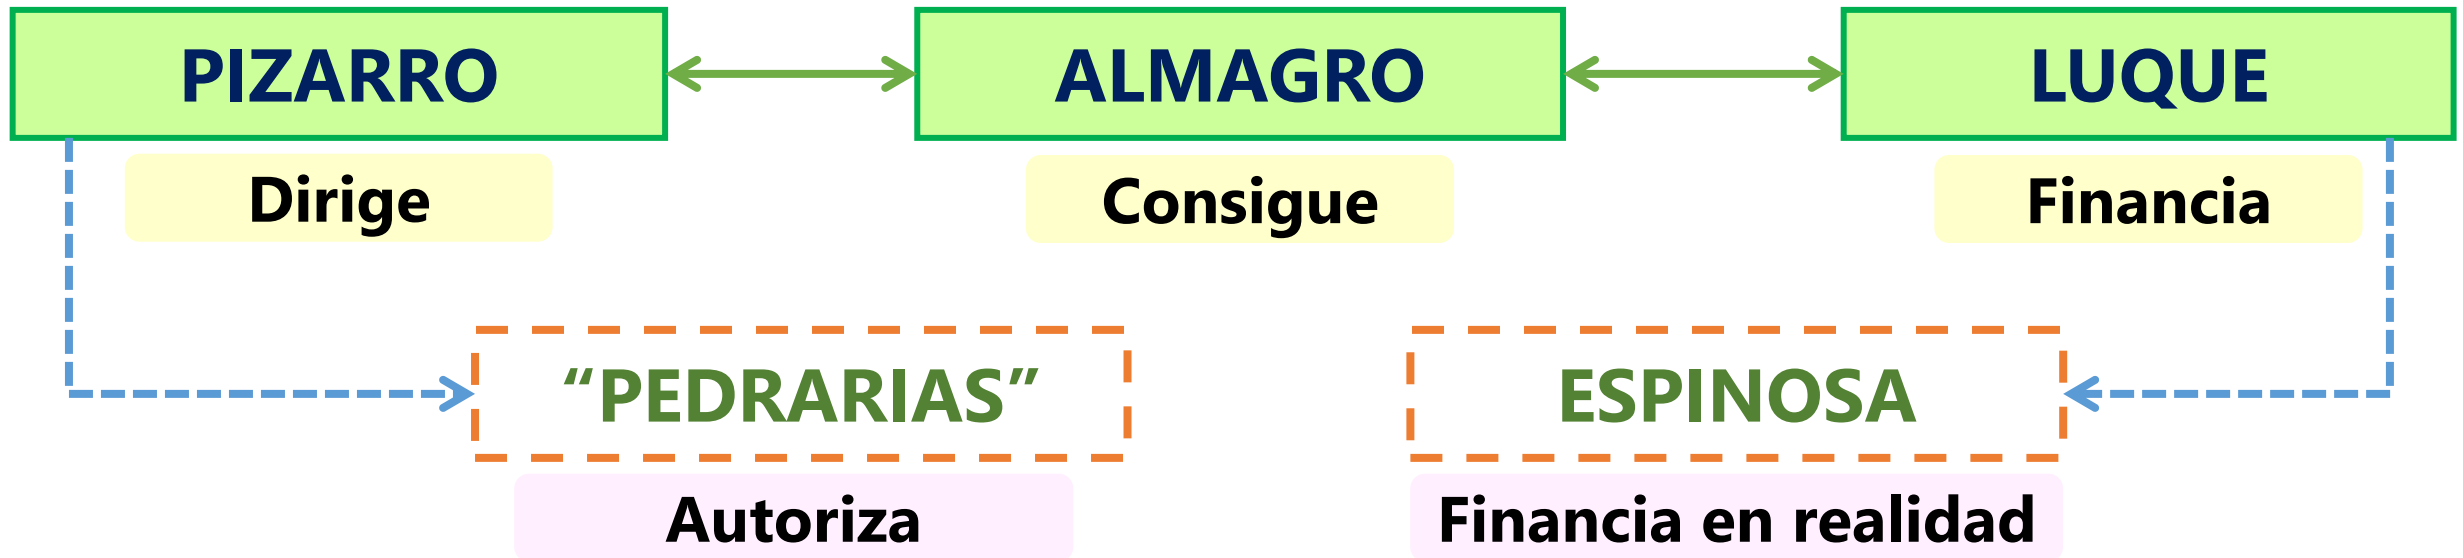 PIZARRO
ALMAGRO
LUQUE
Dirige
Consigue
Financia
“PEDRARIAS”
ESPINOSA
Autoriza
Financia en realidad